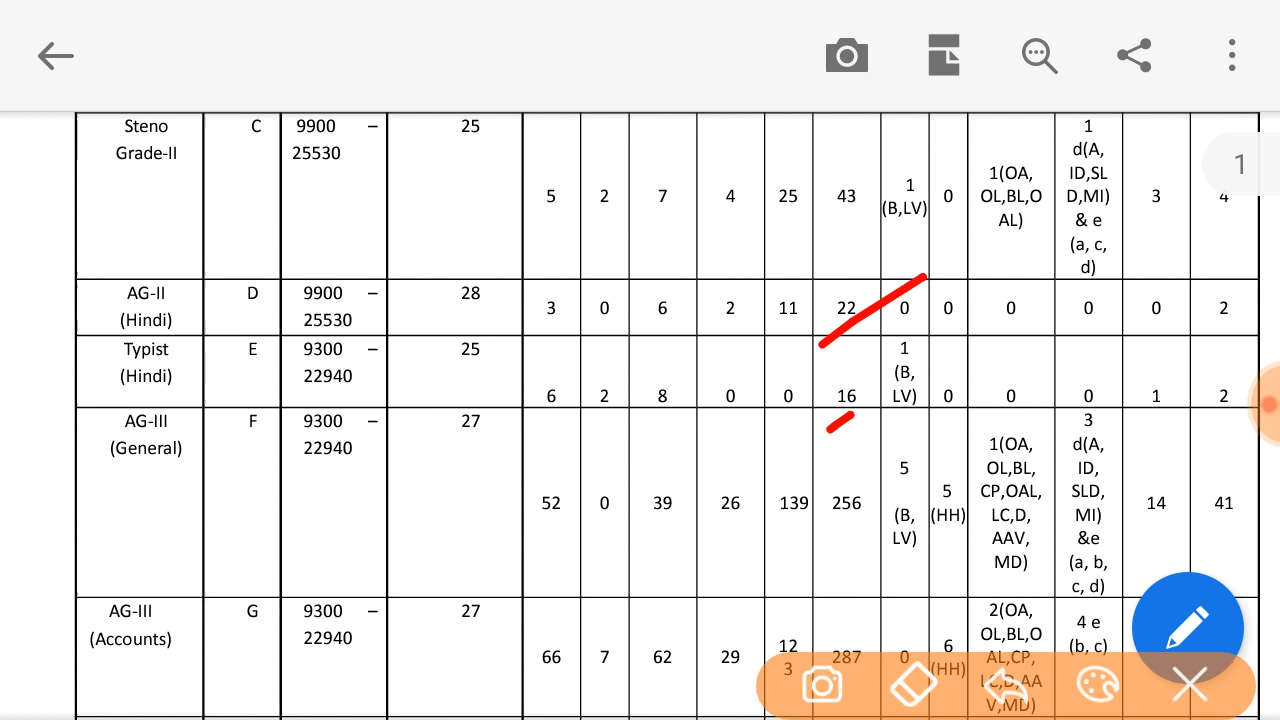 1
Steno Grade-II C 9900 – 25530 25 5 2 7 4 25 43 1 (B,LV) 0 1(OA, OL,BL,O AL) 1 d(A, ID,SL D,MI) & e (a, c, d) 3 4
AG-II (Hindi) D 9900 – 25530 28 3 0 6 2 11 22 0 0 0 0 0 2
Typist (Hindi) E 9300 – 22940 25 6 2 8 0 0 16 1 (B, LV) 0 0 0 1 2
AG-III (General) F 9300 – 22940 27 52 0 39 26 139 256 5 (B, LV) 5 (HH) 1(OA, OL,BL, CP,OAL, LC,D, AAV, MD) 3 d(A, ID, SLD, MI) &e (a, b, c, d) 14 41
AG-III (Accounts) G 9300 – 22940 27 66 7 62 29 12 3 287 0 6 (HH) 2(OA, OL,BL,O AL,CP, LC,D,AA V,MD) 4 e (b, c)